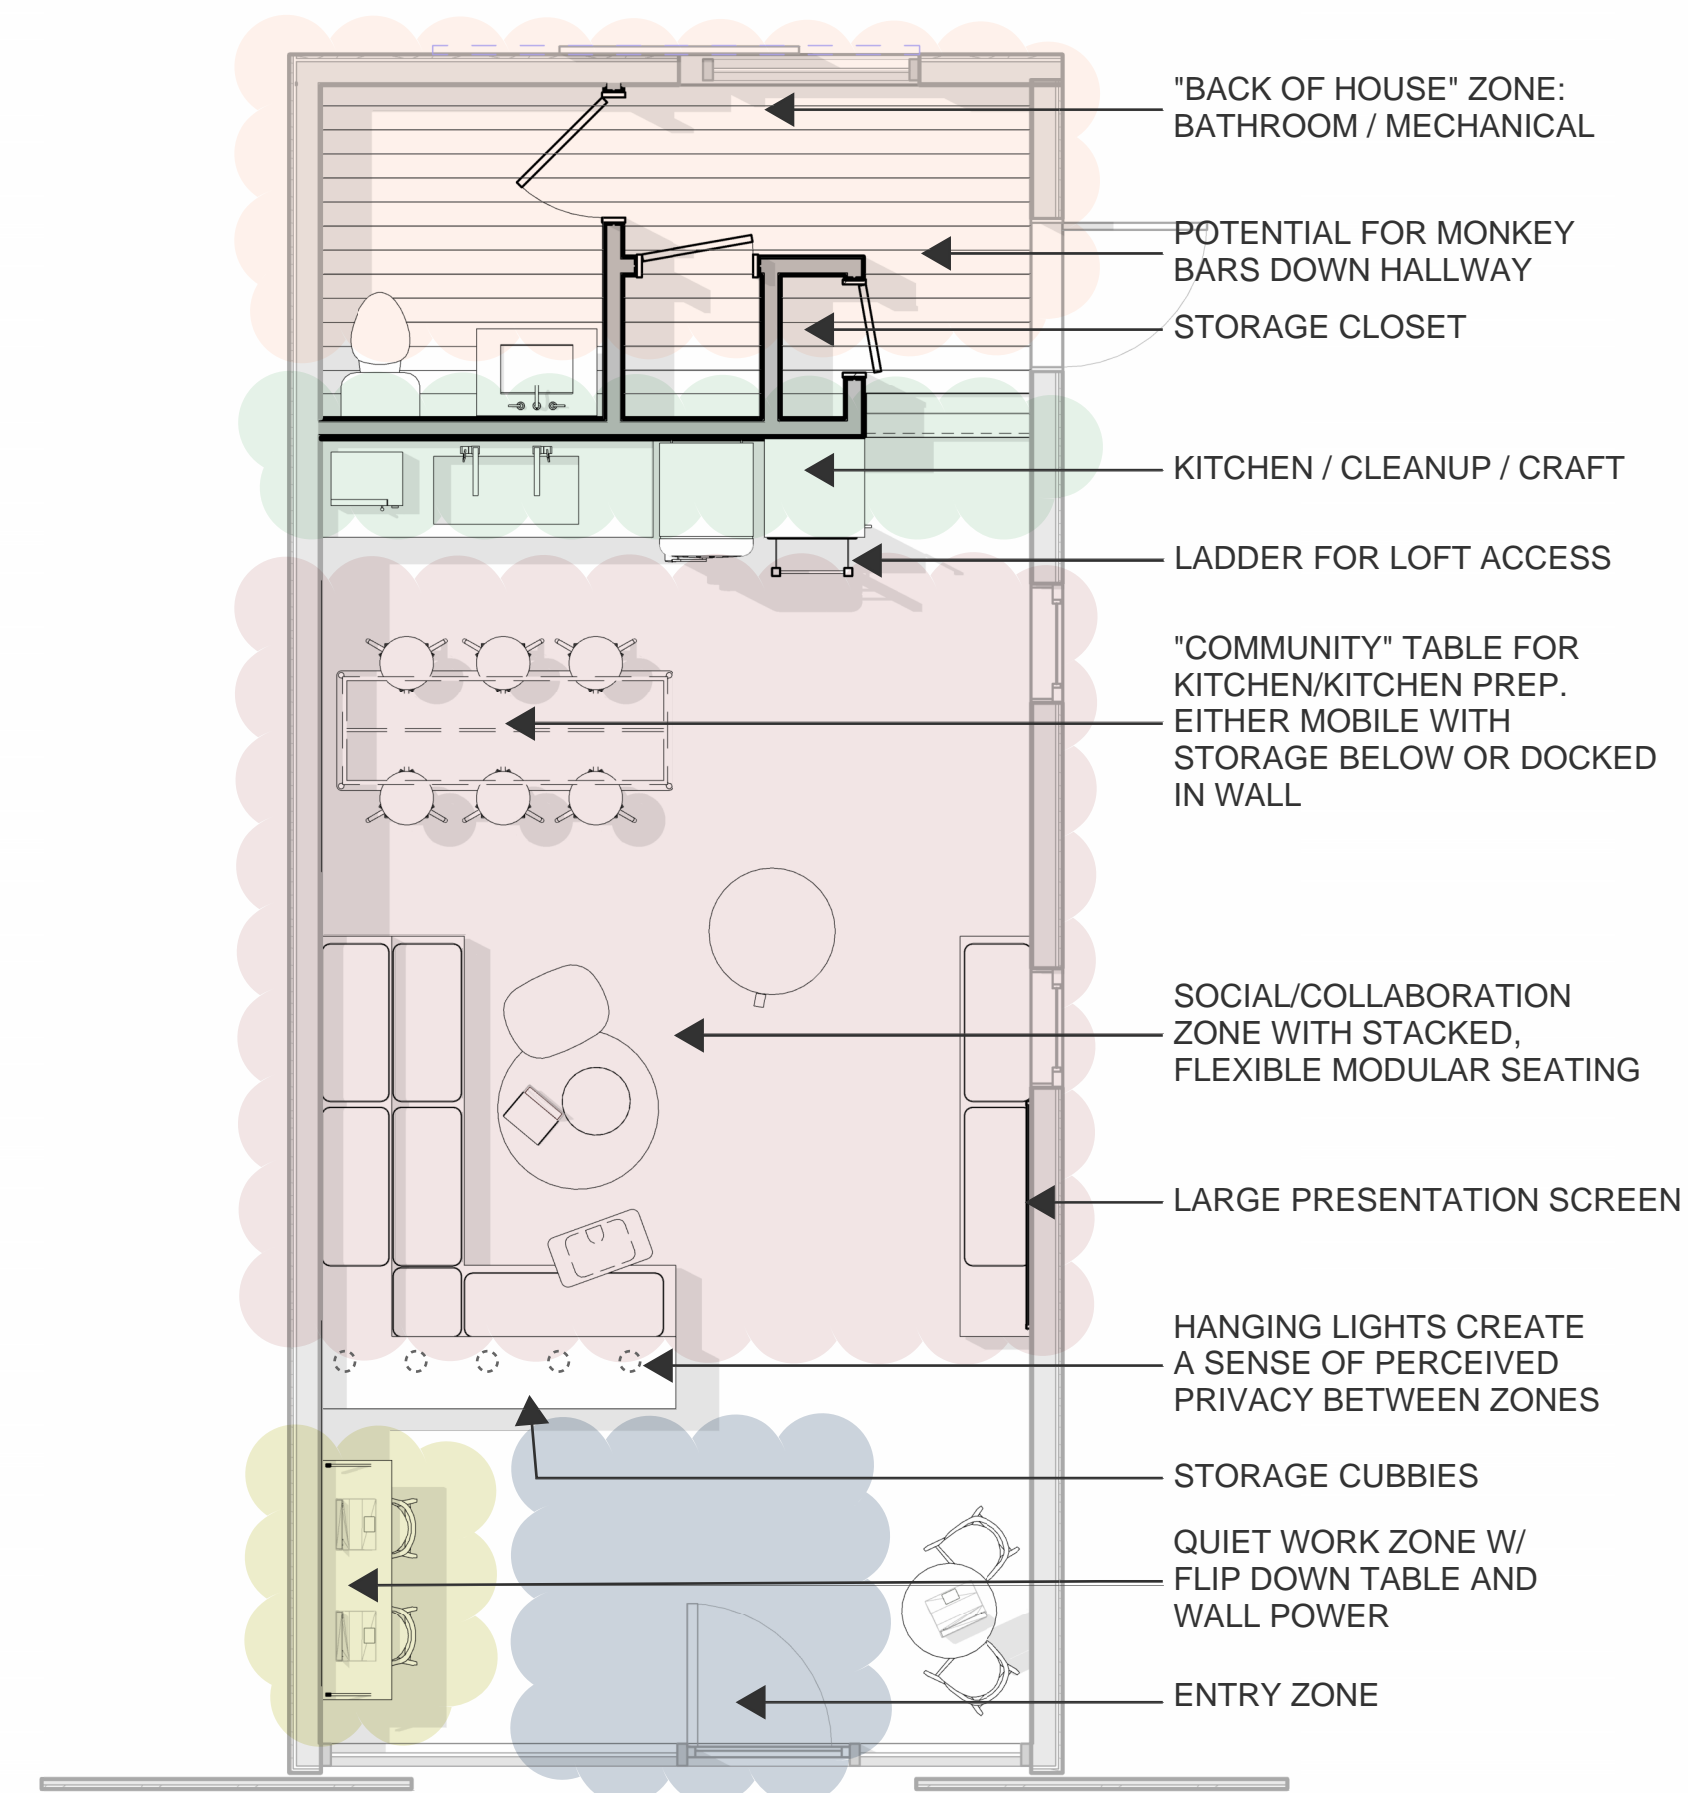 "BACK OF HOUSE" ZONE:
BATHROOM / MECHANICAL
POTENTIAL FOR MONKEY
BARS DOWN HALLWAY
STORAGE CLOSET
KITCHEN / CLEANUP / CRAFT
LADDER FOR LOFT ACCESS
"COMMUNITY" TABLE FOR
KITCHEN/KITCHEN PREP.
EITHER MOBILE WITH
STORAGE BELOW OR DOCKED
IN WALL
SOCIAL/COLLABORATION
ZONE WITH STACKED,
FLEXIBLE MODULAR SEATING
LARGE PRESENTATION SCREEN
HANGING LIGHTS CREATE
A SENSE OF PERCEIVED
PRIVACY BETWEEN ZONES
STORAGE CUBBIES
QUIET WORK ZONE W/
FLIP DOWN TABLE AND
WALL POWER
ENTRY ZONE